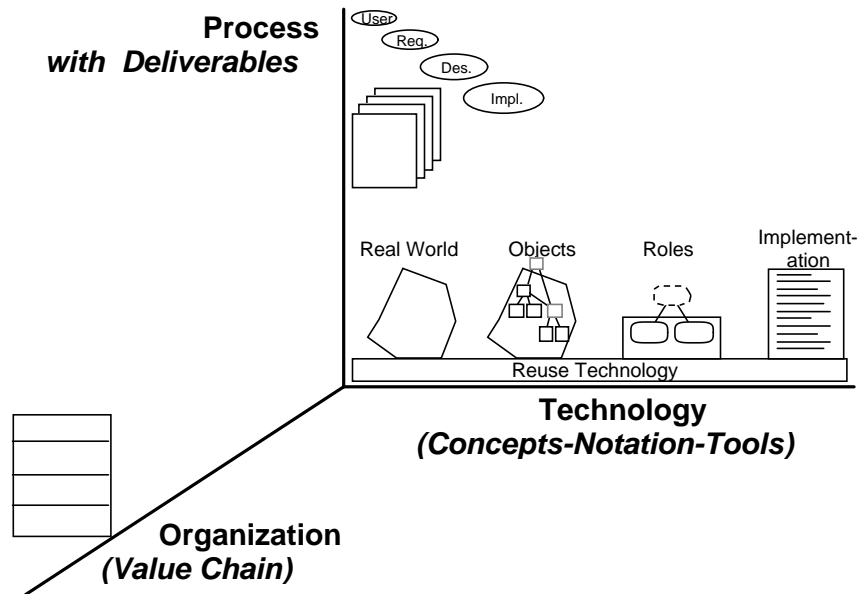 Process
with Deliverables
User
Req.
Des.
Impl.
Real World
Objects
Roles
Implement-
ation
Reuse Technology
Technology
(Concepts-Notation-Tools)
Organization
(Value Chain)